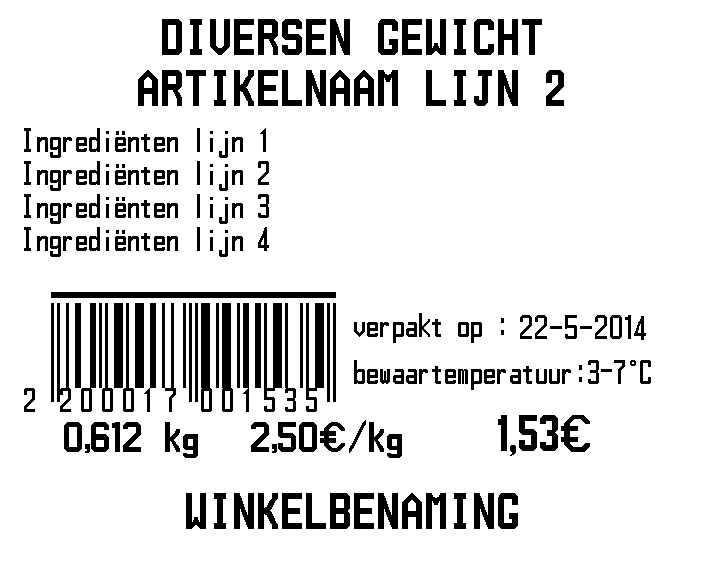 DIVERSEN GEWICHT
ARTIKELNAAM LIJN 2
Ingrediënten lijn 1
Ingrediënten lijn 2
Ingrediënten lijn 3
Ingrediënten lijn 4
verpakt op : 22-5-2014
bewaartemperatuur:3-7°C
2 200017 001535
0,612 kg 2,50€/kg 1,53€
WINKELBENAMING